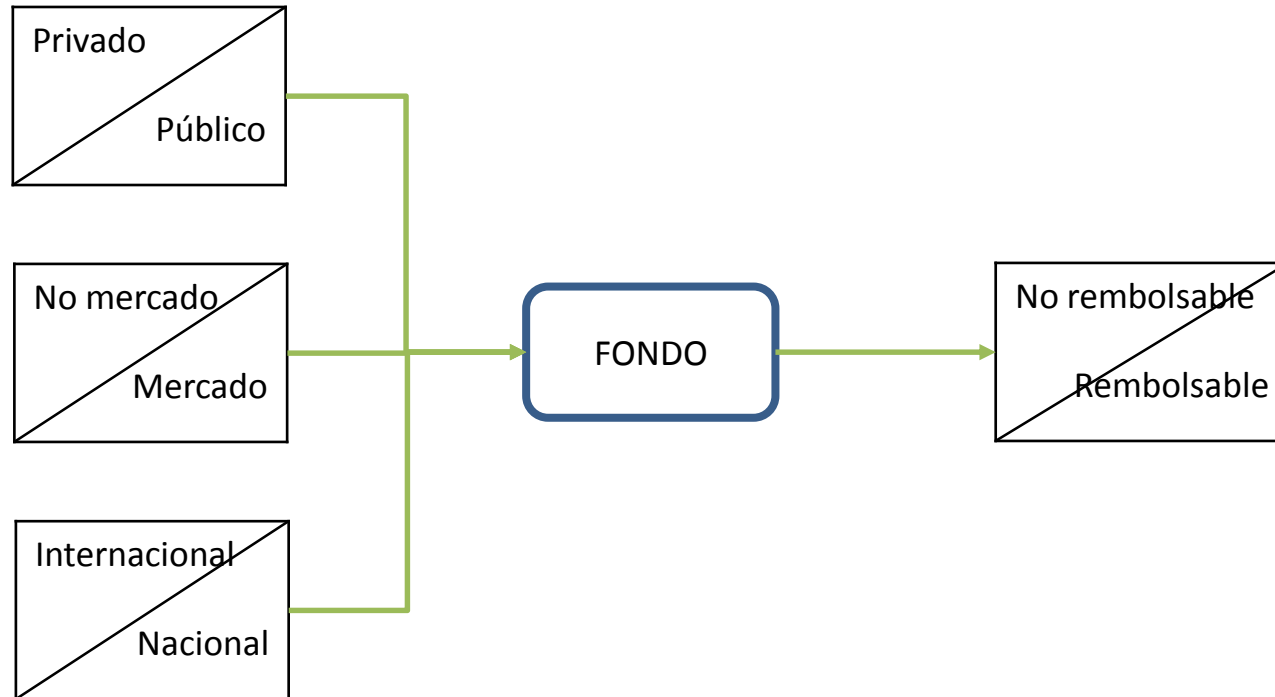 Privado
Público
No mercado
Mercado
Internacional
Nacional
FONDO
No rembolsable
Rembolsable